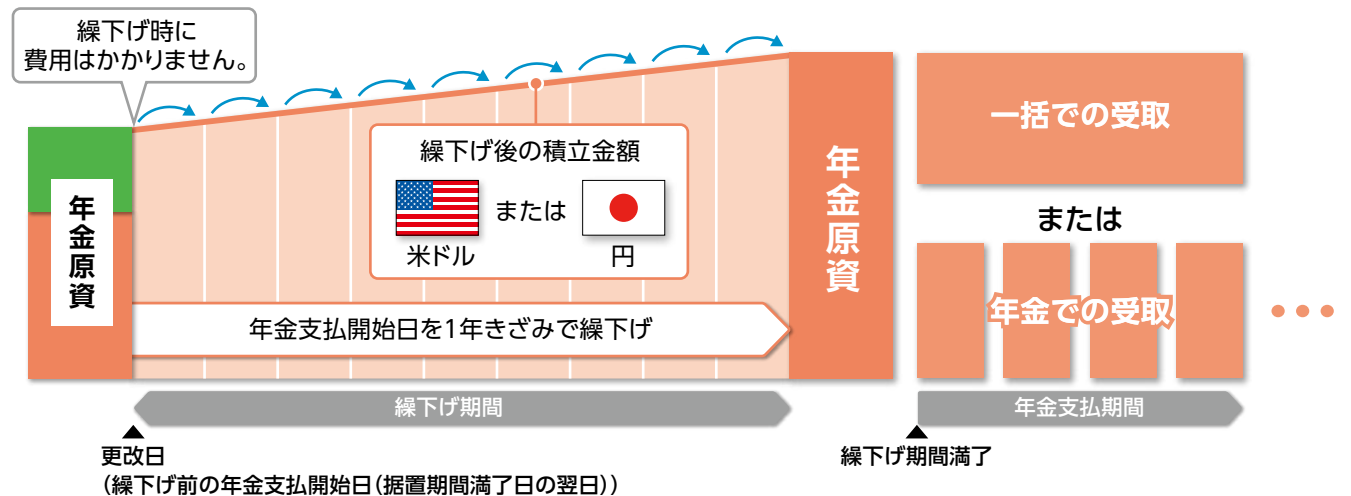 繰下げ時に
費用はかかりません。
年金原資
繰下げ後の積立金額
または
米ドル
円
年金支払開始日を1年きざみで繰下げ
年金原資
一括での受取
または
年金での受取
繰下げ期間
年金支払期間
更改日
（繰下げ前の年金支払開始日（据置期間満了日の翌日））
繰下げ期間満了